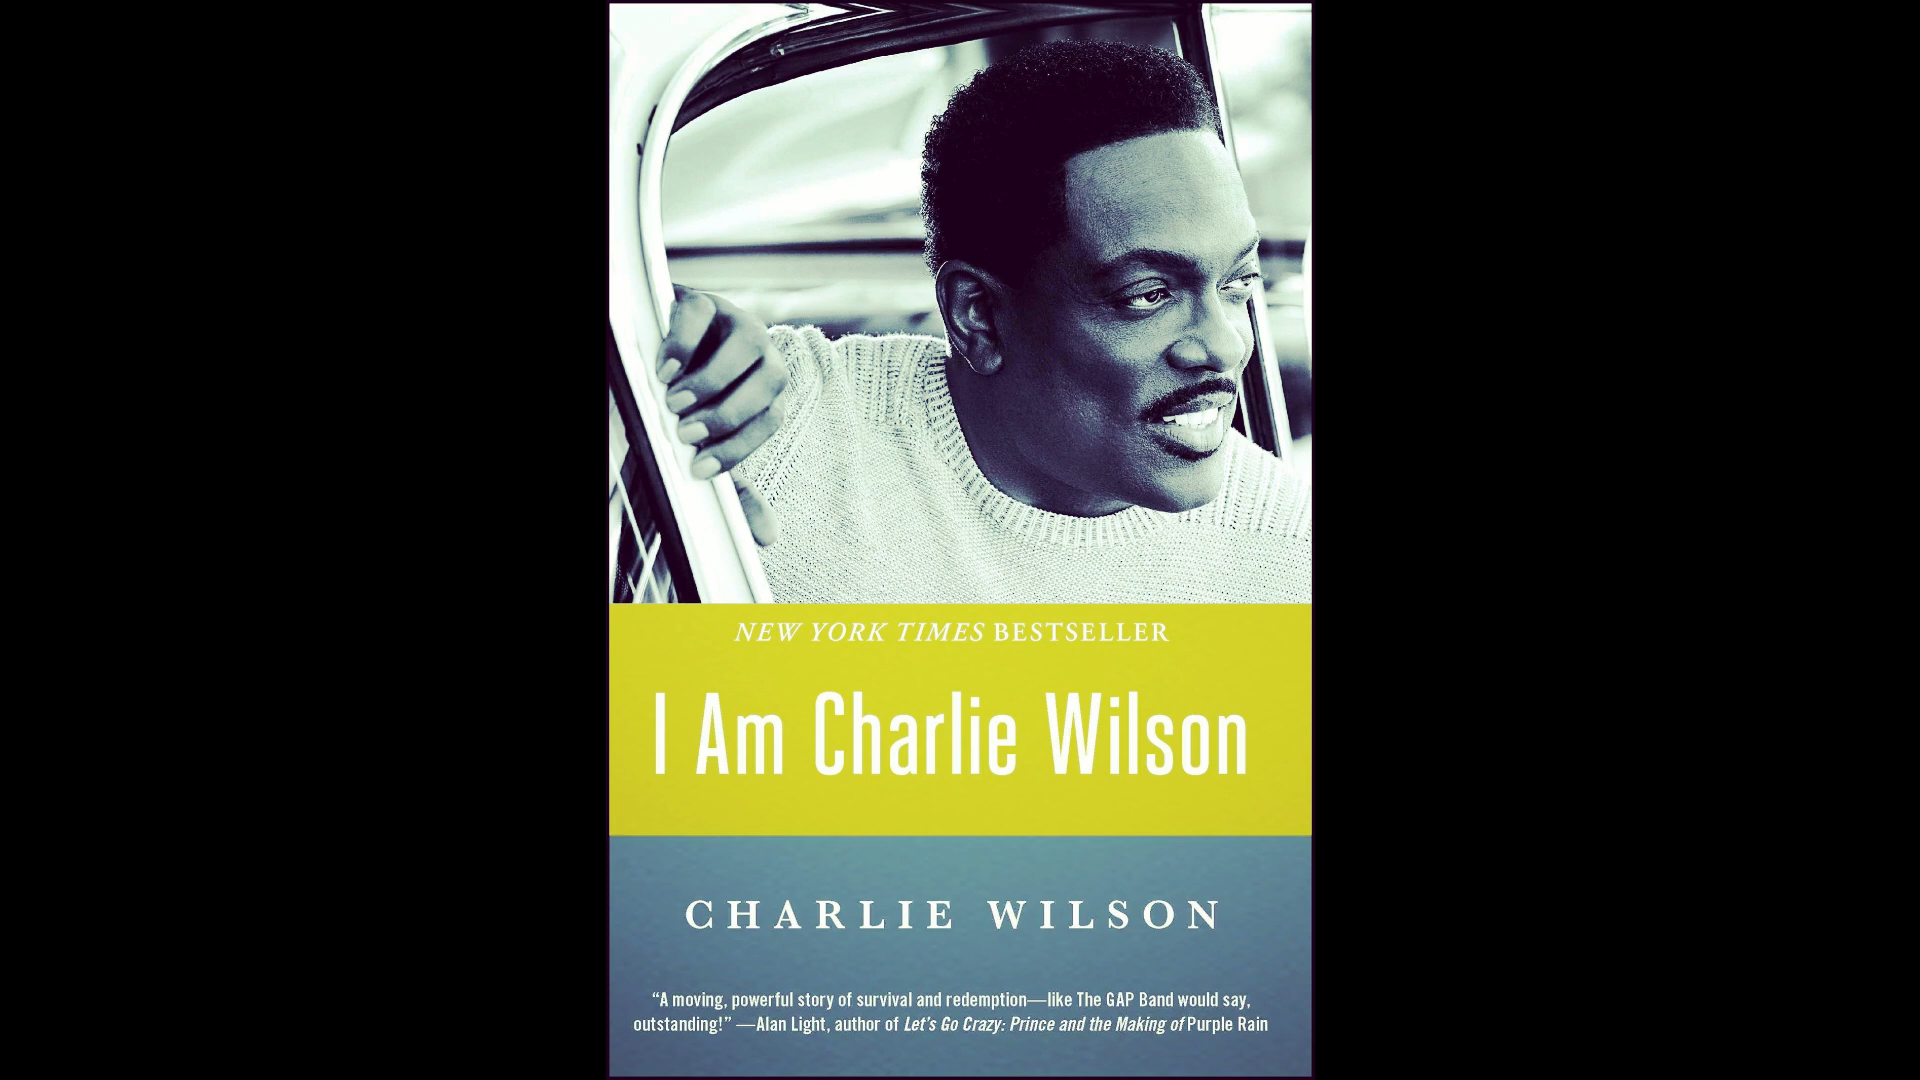 NEW YORK TIMES BESTSELLER
I Am Charlie Wilson
CHARLIE WILSON
“A moving, powerful story of survival and redemption—like The GAP Band would say,
outstanding!” —Alan Light, author of Let’s Go Crazy: Prince and the Making of Purple Rain